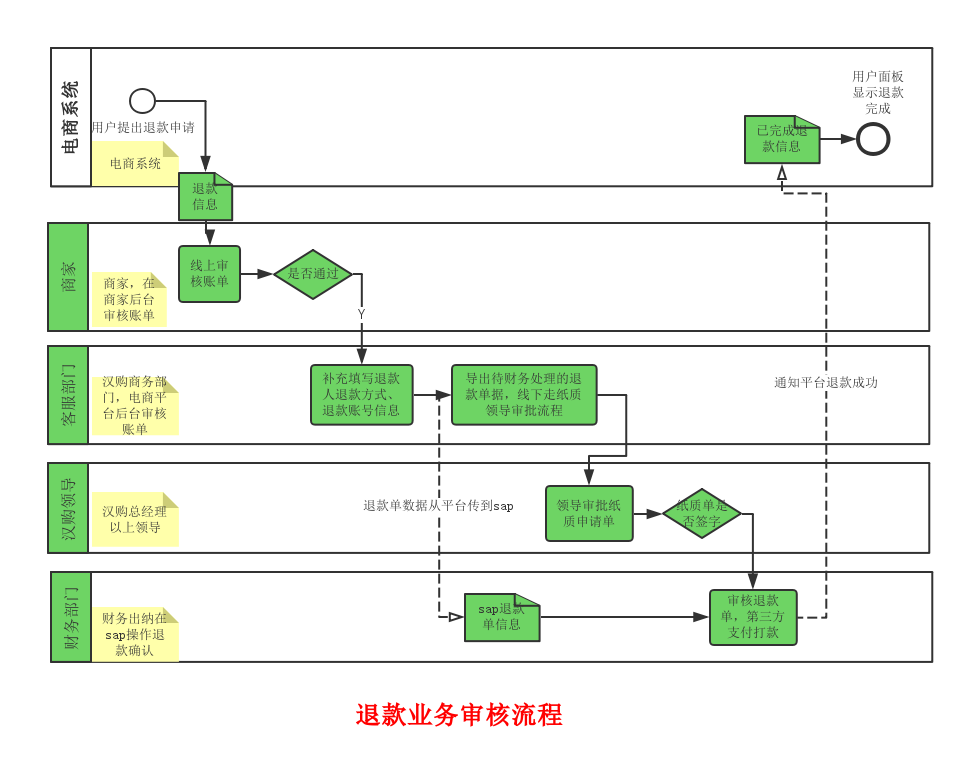 电商系统
用户提出退款申请
电商系统
退款
信息
已完成退
款信息
用户面板
显示退款
完成
商家
商家，在
商家后台
审核账单
线上审
核账单
是否通过
Y
客服部门
汉购商务部
门，电商平
台后台审核
账单
补充填写退款
人退款方式、
退款账号信息
导出待财务处理的退
款单据，线下走纸质
领导审批流程
通知平台退款成功
汉购领导
汉购总经理
以上领导
退款单数据从平台传到sap
领导审批纸
质申请单
纸质单是
否签字
财务部门
财务出纳在
sap操作退
款确认
sap退款
单信息
审核退款
单，第三方
支付打款
退款业务审核流程